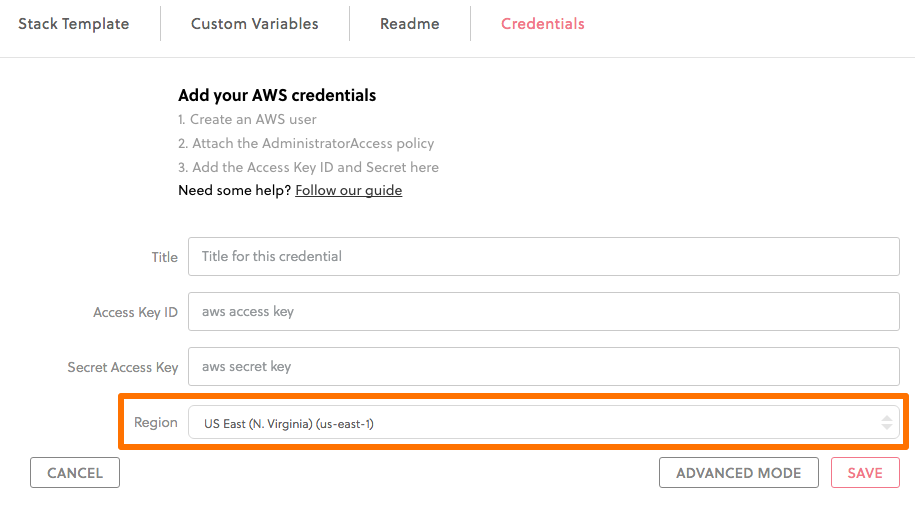 Stack Template
Custom Variables
Readme
Credentials
Add your AWS credentials
1. Create an AWS user
2. Attach the AdministratorAccess policy
3. Add the Access Key ID and Secret here
Need some help? Follow our guide
Title
Title for this credential
Access Key ID
aws access key
Secret Access Key
aws secret key
Region
US East (N. Virginia) (us-east-1)
CANCEL
ADVANCED MODE
SAVE